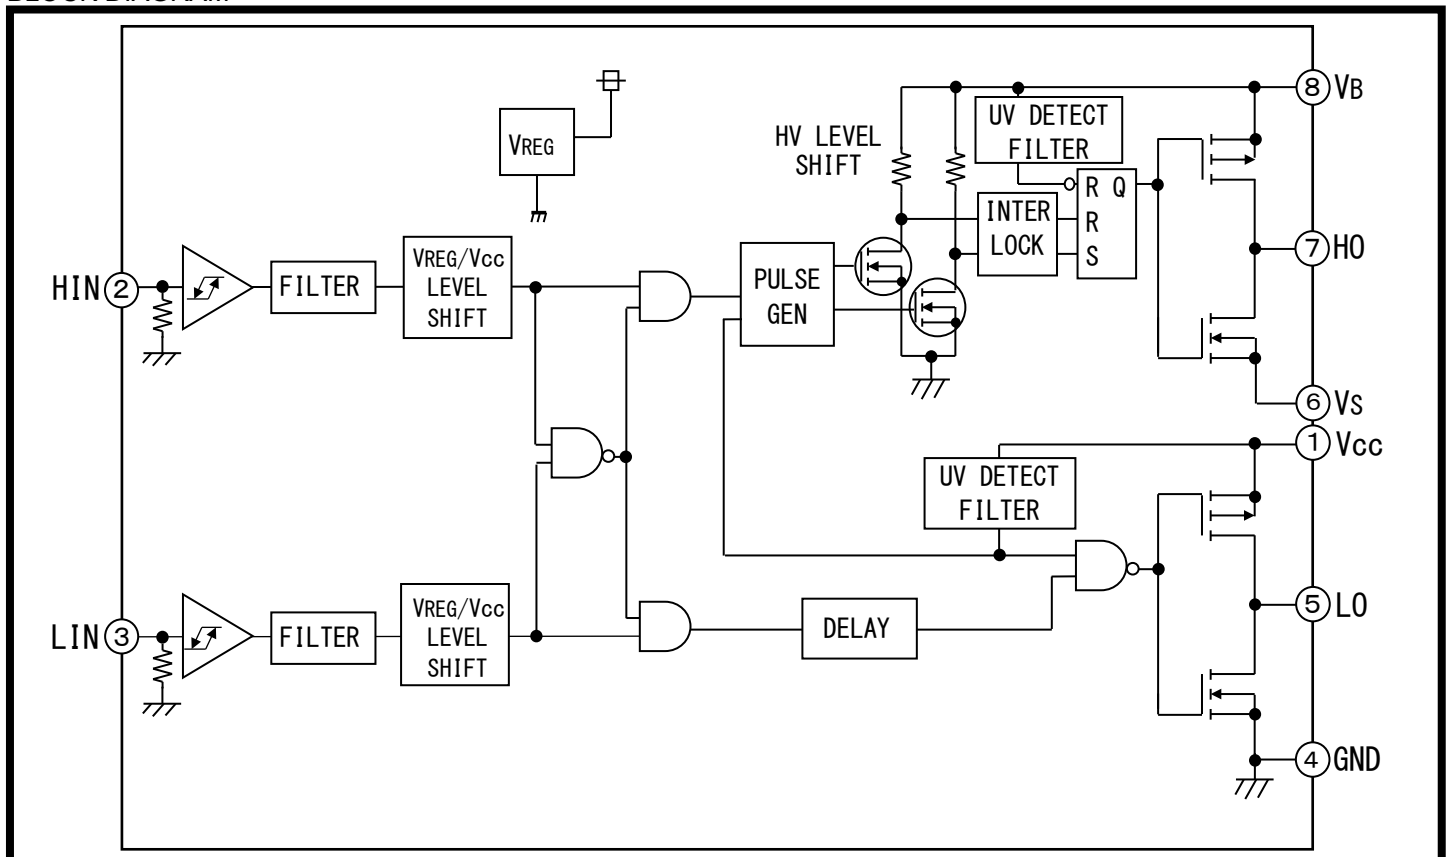 BLOCK DIAGRAM
8 VB
UV DETECT
FILTER
HV LEVEL
SHIFT
VREG
R Q
R
S
INTER
LOCK
7 HO
HIN 2
FILTER
VREG/Vcc
LEVEL
SHIFT
PULSE
GEN
6 VS
1 Vcc
UV DETECT
FILTER
LIN 3
FILTER
VREG/Vcc
LEVEL
SHIFT
DELAY
5 LO
4 GND